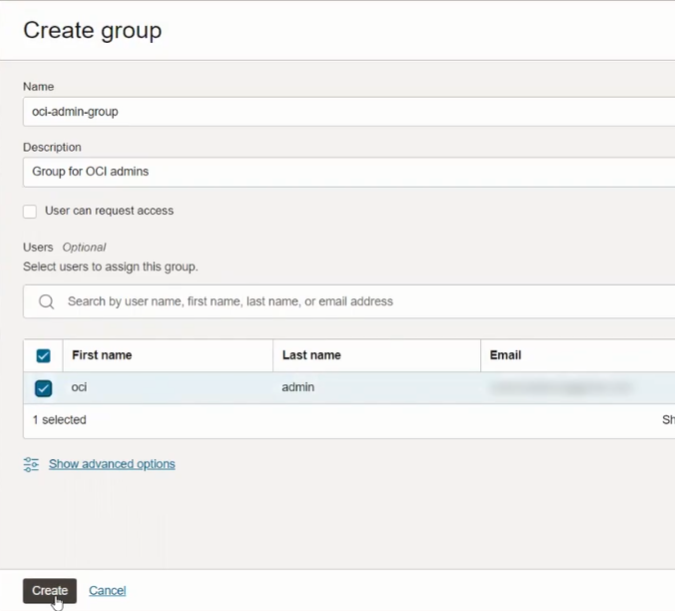 Create group
Name
oci-admin-group
Description
Group for OCI admins
User can request access
Users Optional
Select users to assign this group.
Search by user name, first name, last name, or email address
First name Last name Email
oci admin
1 selected Sh
Show advanced options
Create Cancel